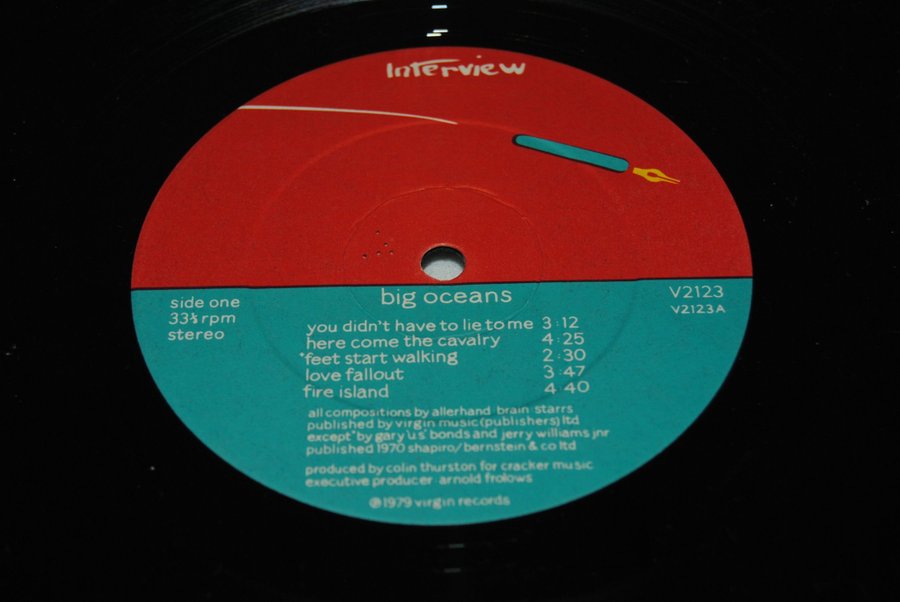 Interview
big oceans
side one
33⅓ rpm
stereo
V2123
V2123A
you didn't have to lie to me 3:12
here come the cavalry 4:25
*feet start walking 2:30
love fallout 3:47
fire island 4 40
all compositions by allerhand brain starrs
published by virgin music (publishers) ltd
except * by gary 'u.s' bonds and jerry williams jnr
published 1970 shapiro/bernstein & co ltd
produced by colin thurston for cracker music
executive producer arnold frolows
℗1979 virgin records